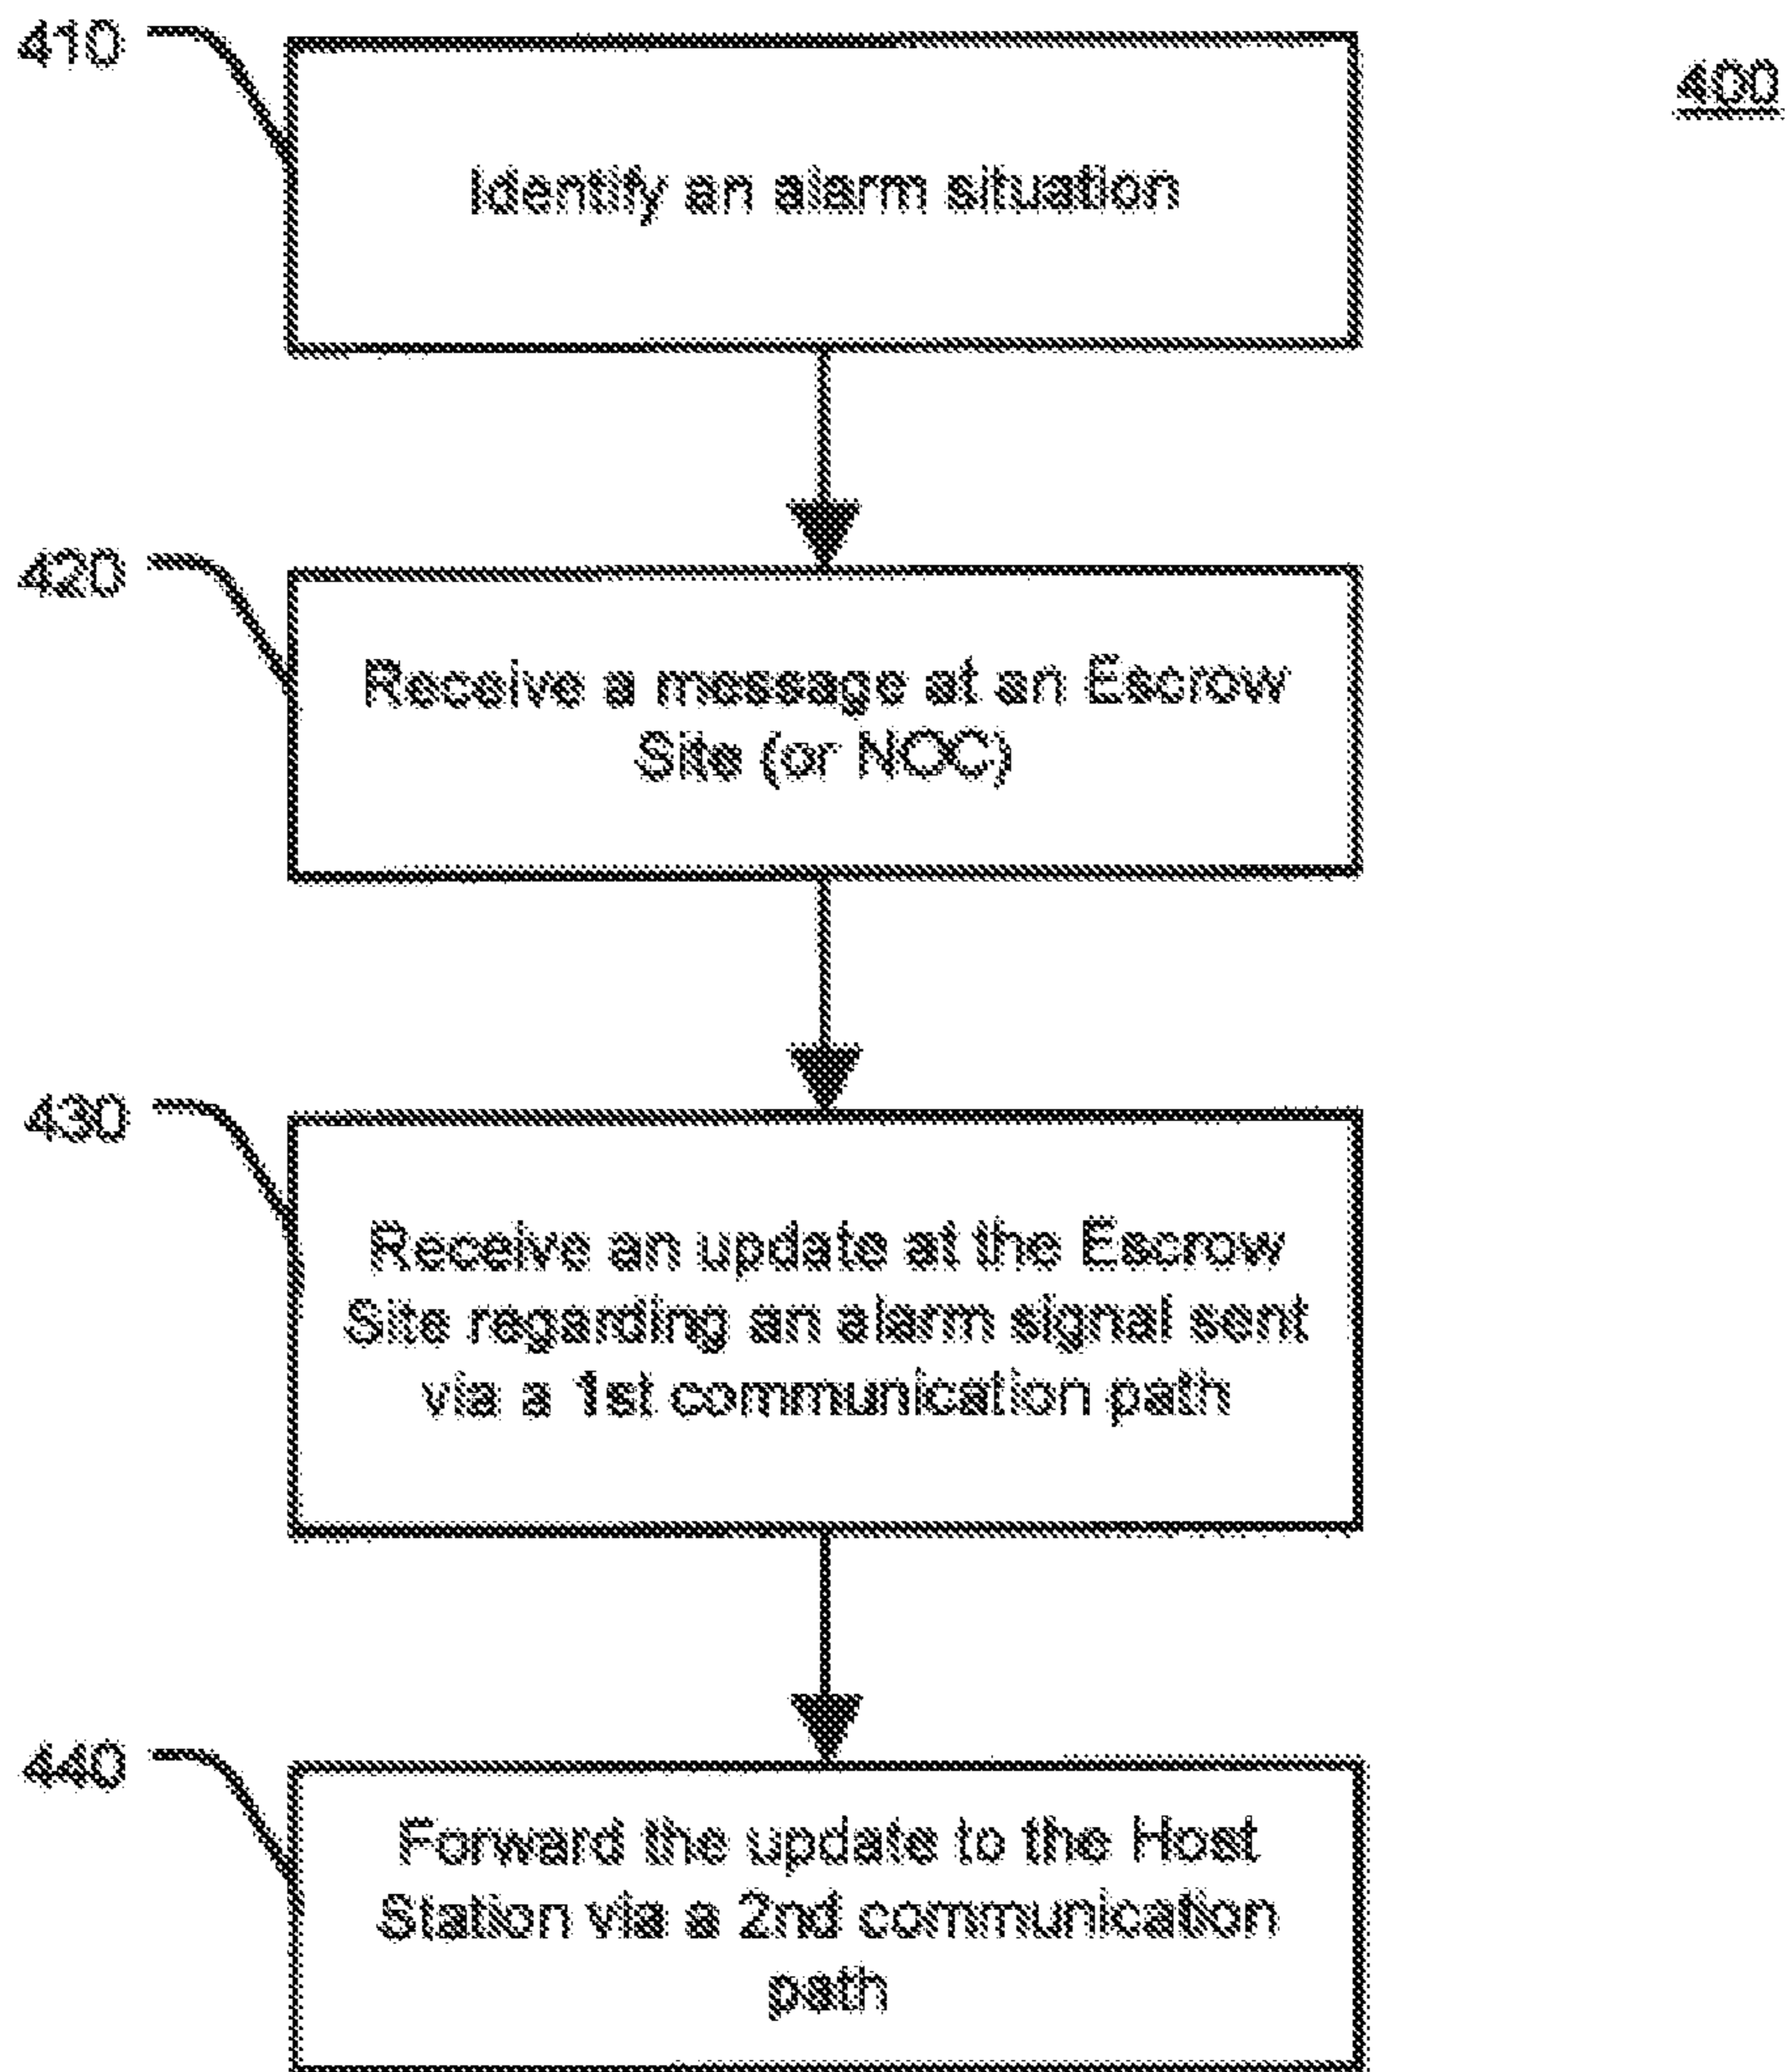 410
400
Identify an alarm situation
420
Receive a message at an Escrow
Site (or NOC)
430
Receive an update at the Escrow
Site regarding an alarm signal sent
via a 1st communication path
440
Forward the update to the Host
Station via a 2nd communication
path